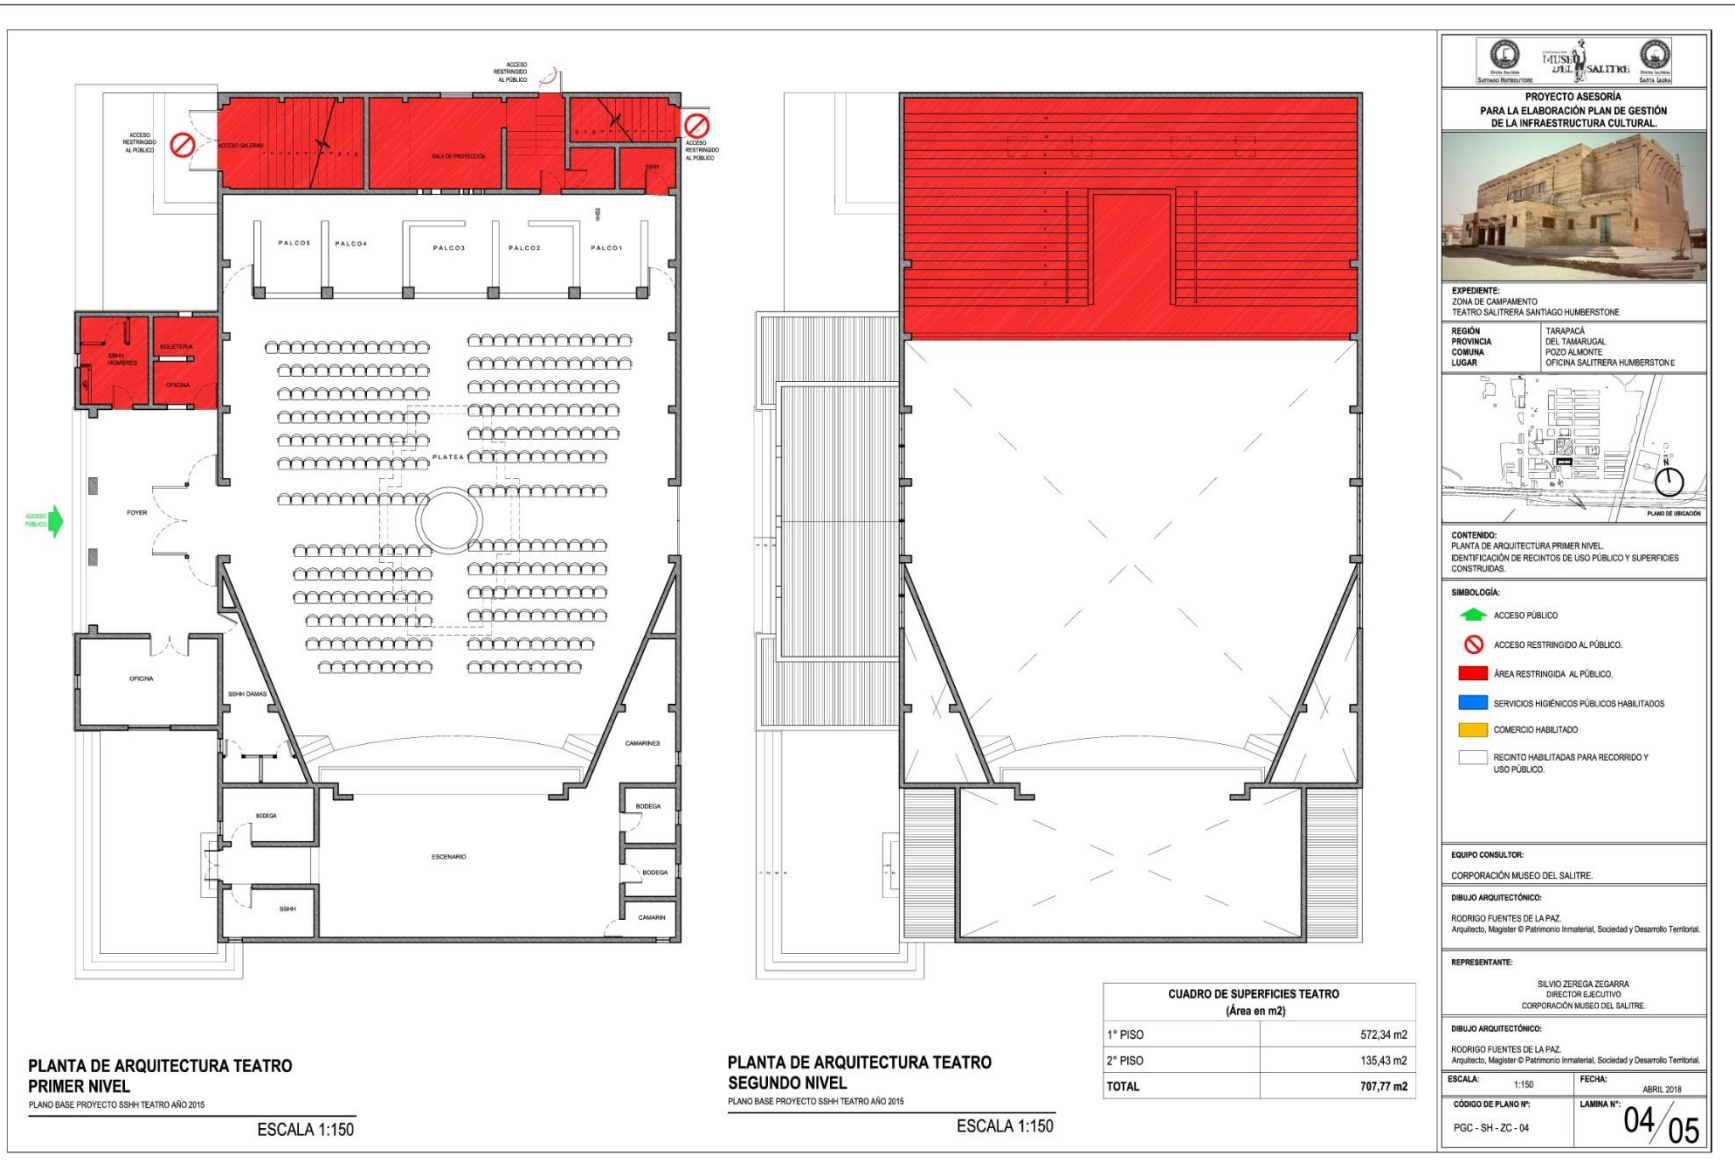 ACCESO
RESTRINGIDO
AL PÚBLICO
ACCESO
RESTRINGIDO
AL PÚBLICO
ACCESO
RESTRINGIDO
AL PÚBLICO
ACCESO GALERIAS
SALA DE PROYECCIÓN
SSHH
SSHH
PALCO5
PALCO4
PALCO3
PALCO2
PALCO1
SSHH
HOMBRES
BOLETERIA
OFICINA
PLATEA
FOYER
ACCESO
PÚBLICO
OFICINA
SSHH DAMAS
CAMARINES
BODEGA
BODEGA
ESCENARIO
BODEGA
SSHH
CAMARIN
PLANTA DE ARQUITECTURA TEATRO
PRIMER NIVEL
PLANO BASE PROYECTO SSHH TEATRO AÑO 2015
ESCALA 1:150
PLANTA DE ARQUITECTURA TEATRO
SEGUNDO NIVEL
PLANO BASE PROYECTO SSHH TEATRO AÑO 2015
ESCALA 1:150
CUADRO DE SUPERFICIES TEATRO
(Área en m2)
1° PISO 572,34 m2
2° PISO 135,43 m2
TOTAL 707,77 m2
MUSEO
DEL SALITRE
SANTIAGO HUMBERSTONE
SANTA LAURA
PROYECTO ASESORÍA
PARA LA ELABORACIÓN PLAN DE GESTIÓN
DE LA INFRAESTRUCTURA CULTURAL.
EXPEDIENTE:
ZONA DE CAMPAMENTO
TEATRO SALITRERA SANTIAGO HUMBERSTONE
REGIÓN TARAPACÁ
PROVINCIA DEL TAMARUGAL
COMUNA POZO ALMONTE
LUGAR OFICINA SALITRERA HUMBERSTONE
N
PLANO DE UBICACIÓN
CONTENIDO:
PLANTA DE ARQUITECTURA PRIMER NIVEL.
IDENTIFICACIÓN DE RECINTOS DE USO PÚBLICO Y SUPERFICIES
CONSTRUIDAS.
SIMBOLOGÍA:
ACCESO PÚBLICO
ACCESO RESTRINGIDO AL PÚBLICO.
ÁREA RESTRINGIDA AL PÚBLICO.
SERVICIOS HIGIÉNICOS PÚBLICOS HABILITADOS
COMERCIO HABILITADO
RECINTO HABILITADAS PARA RECORRIDO Y
USO PÚBLICO.
EQUIPO CONSULTOR:
CORPORACIÓN MUSEO DEL SALITRE.
DIBUJO ARQUITECTÓNICO:
RODRIGO FUENTES DE LA PAZ.
Arquitecto, Magister © Patrimonio Inmaterial, Sociedad y Desarrollo Territorial.
REPRESENTANTE:
SILVIO ZEREGA ZEGARRA
DIRECTOR EJECUTIVO
CORPORACIÓN MUSEO DEL SALITRE.
DIBUJO ARQUITECTÓNICO:
RODRIGO FUENTES DE LA PAZ.
Arquitecto, Magister © Patrimonio Inmaterial, Sociedad y Desarrollo Territorial.
ESCALA: 1:150
FECHA: ABRIL 2018
CÓDIGO DE PLANO Nº:
PGC - SH - ZC - 04
LAMINA Nº:
04/05